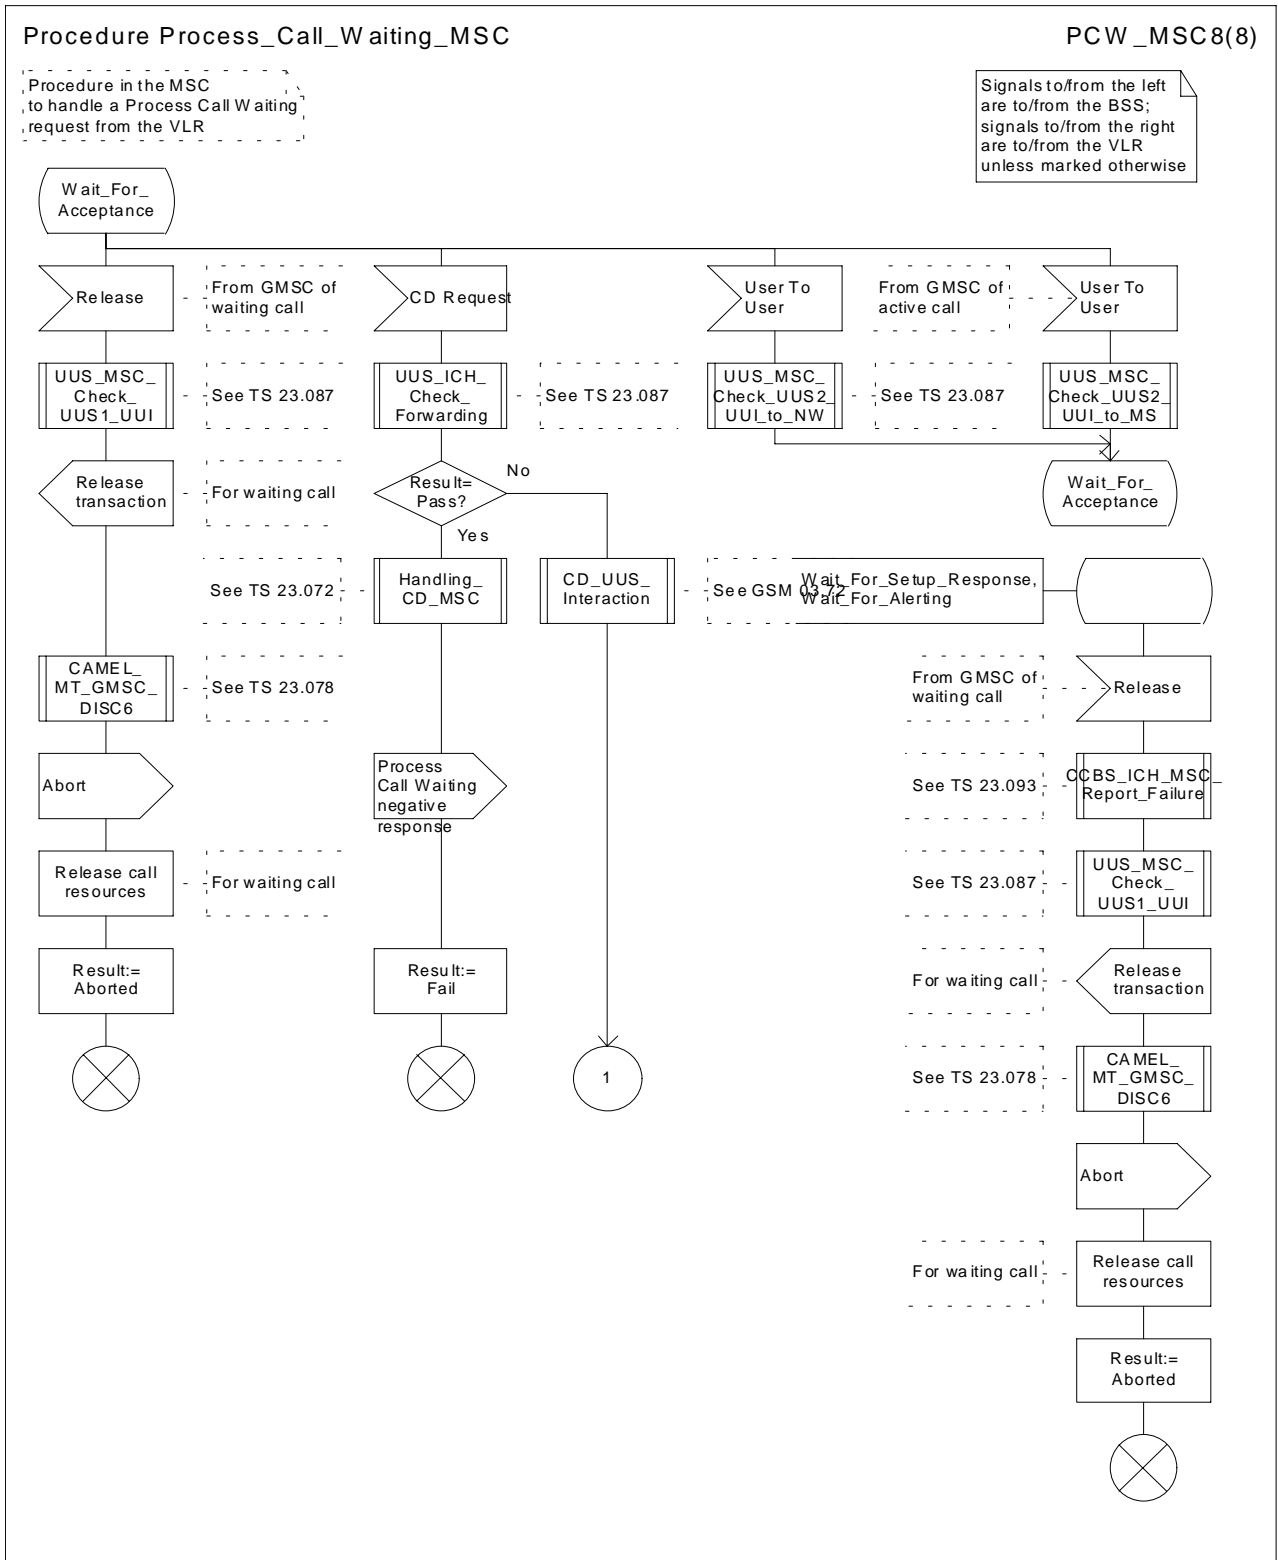 Procedure Process_Call_Waiting_MSC
PCW_MSC8(8)
Procedure in the MSC
to handle a Process Call Waiting
request from the VLR
Signals to/from the left
are to/from the BSS;
signals to/from the right
are to/from the VLR
unless marked otherwise
Wait_For_
Acceptance
Release
From GMSC of
waiting call
CD Request
User To
User
From GMSC of
active call
User To
User
UUS_MSC_
Check_
UUS1_UUI
See TS 23.087
UUS_ICH_
Check_
Forwarding
See TS 23.087
UUS_MSC_
Check_UUS2_
UUI_to_NW
See TS 23.087
UUS_MSC_
Check_UUS2_
UUI_to_MS
Release
transaction
For waiting call
Result=
Pass?
No
Yes
Wait_For_
Acceptance
See TS 23.072
Handling_
CD_MSC
CD_UUS_
Interaction
See GSM 03.72
Wait_For_Setup_Response,
Wait_For_Alerting
CAMEL_
MT_GMSC_
DISC6
See TS 23.078
From GMSC of
waiting call
Release
Abort
Process
Call Waiting
negative
response
See TS 23.093
CCBS_ICH_MSC_
Report_Failure
Release call
resources
For waiting call
See TS 23.087
UUS_MSC_
Check_
UUS1_UUI
Result:=
Aborted
Result:=
Fail
For waiting call
Release
transaction
1
See TS 23.078
CAMEL_
MT_GMSC_
DISC6
Abort
For waiting call
Release call
resources
Result:=
Aborted